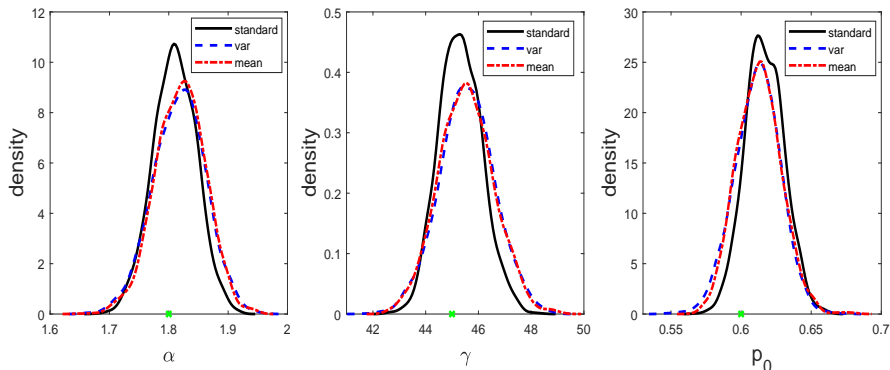 12
10
8
6
4
2
0
density
1.6 1.7 1.8 1.9 2
α
standard
var
mean
0.5
0.4
0.3
0.2
0.1
0
density
42 44 46 48 50
γ
standard
var
mean
30
25
20
15
10
5
0
density
0.55 0.6 0.65 0.7
p0
standard
var
mean